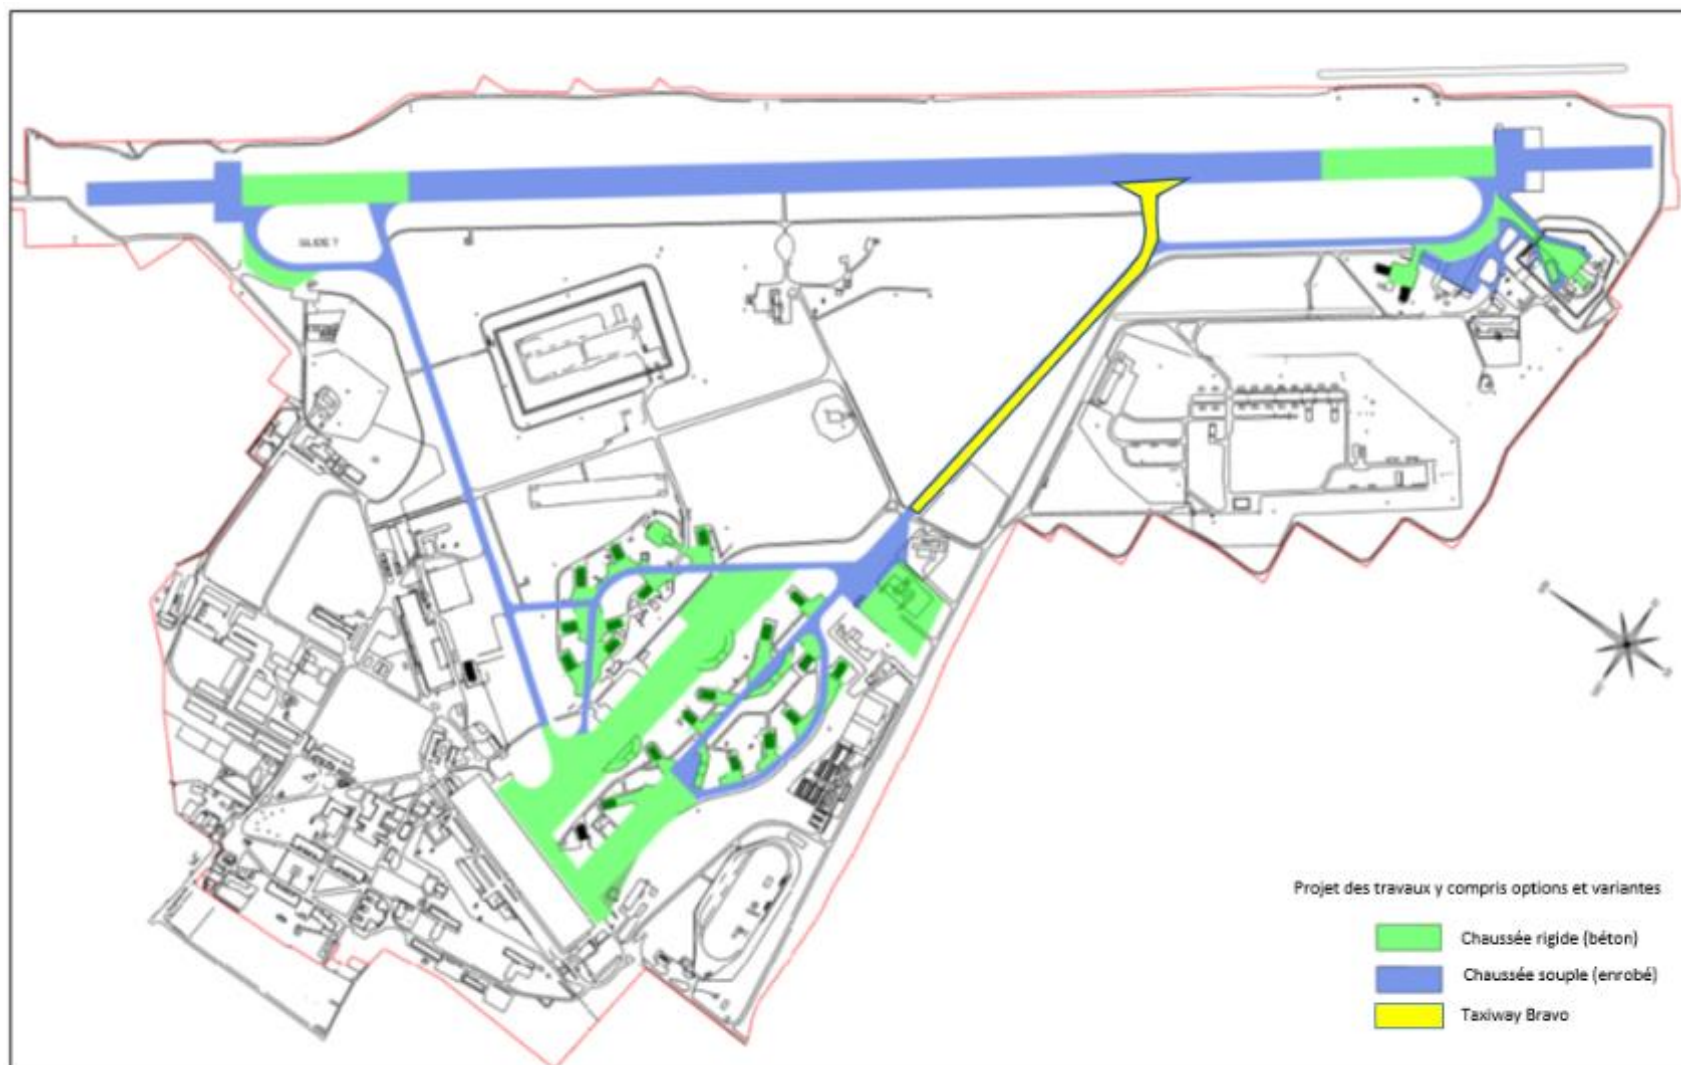 Projet des travaux y compris options et variantes
Chaussée rigide (béton)
Chaussée souple (enrobé)
Taxiway Bravo